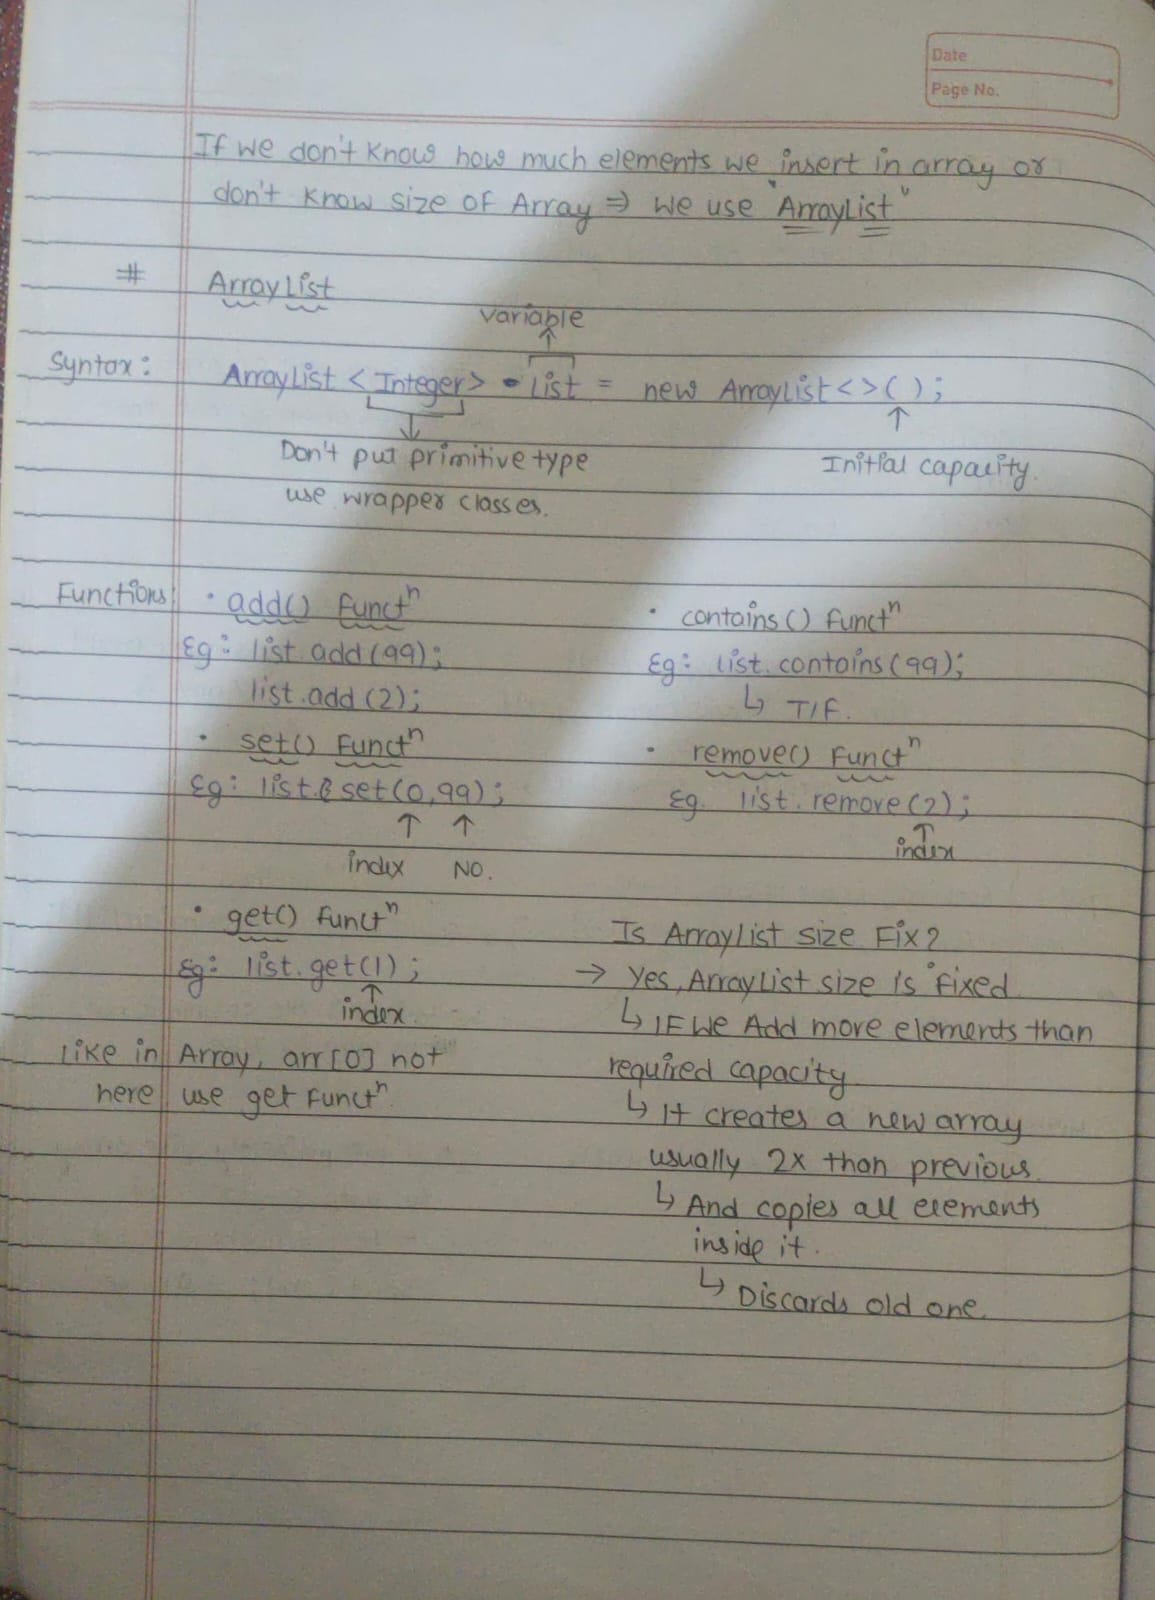 Date
Page No.
If we don't know how much elements we insert in array or
don't know size of Array ⇒ we use "ArrayList"
# ArrayList
variable
↑
Syntax: ArrayList <Integer> list = new ArrayList<>();
↓ ↑
Don't put primitive type
use wrapper classes.
Initial capacity.
Functions
• add() Functⁿ
Eg: list.add(99);
list.add(2);
• set() Functⁿ
Eg: list.set(0,99);
↑ ↑
index NO.
• get() Functⁿ
Eg: list.get(1);
↑
index
Like in Array, arr[0] not
here use get Functⁿ
• contains() Functⁿ
Eg: list.contains(99);
↳ T/F.
• remove() Functⁿ
Eg. list.remove(2);
↑
index
Is ArrayList size Fix?
→ Yes, ArrayList size is fixed
↳ IF we Add more elements than
required capacity
↳ It creates a new array
usually 2x than previous.
↳ And copies all elements
inside it.
↳ Discards old one.